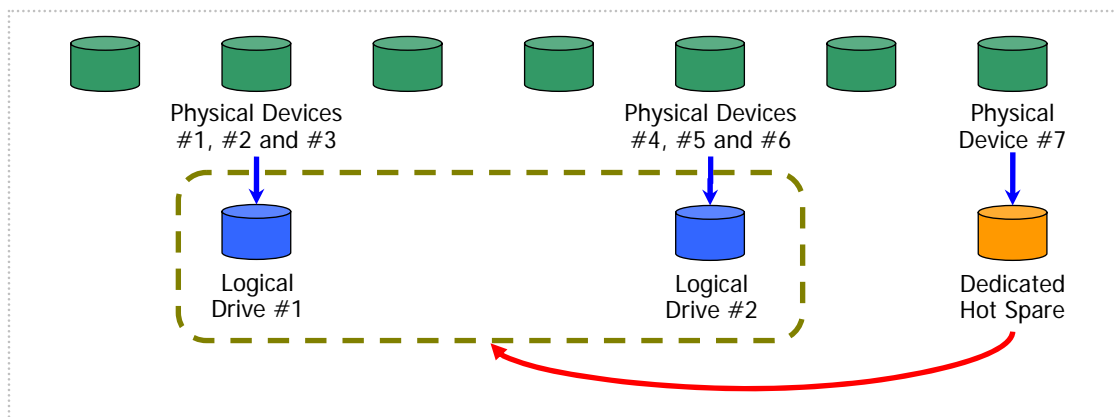 Physical Devices
#1, #2 and #3
Physical Devices
#4, #5 and #6
Physical
Device #7
Logical
Drive #1
Logical
Drive #2
Dedicated
Hot Spare